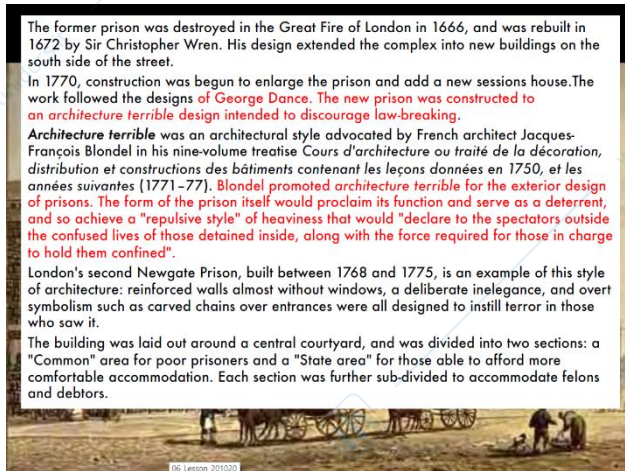 The former prison was destroyed in the Great Fire of London in 1666, and was rebuilt in
1672 by Sir Christopher Wren. His design extended the complex into new buildings on the
south side of the street.
In 1770, construction was begun to enlarge the prison and add a new sessions house.The
work followed the designs of George Dance. The new prison was constructed to
an architecture terrible design intended to discourage law-breaking.
Architecture terrible was an architectural style advocated by French architect Jacques-
François Blondel in his nine-volume treatise Cours d'architecture ou traité de la décoration,
distribution et constructions des bâtiments contenant les leçons données en 1750, et les
années suivantes (1771–77). Blondel promoted architecture terrible for the exterior design
of prisons. The form of the prison itself would proclaim its function and serve as a deterrent,
and so achieve a "repulsive style" of heaviness that would "declare to the spectators outside
the confused lives of those detained inside, along with the force required for those in charge
to hold them confined".
London's second Newgate Prison, built between 1768 and 1775, is an example of this style
of architecture: reinforced walls almost without windows, a deliberate inelegance, and overt
symbolism such as carved chains over entrances were all designed to instill terror in those
who saw it.
The building was laid out around a central courtyard, and was divided into two sections: a
"Common" area for poor prisoners and a "State area" for those able to afford more
comfortable accommodation. Each section was further sub-divided to accommodate felons
and debtors.
06 Lesson 201020